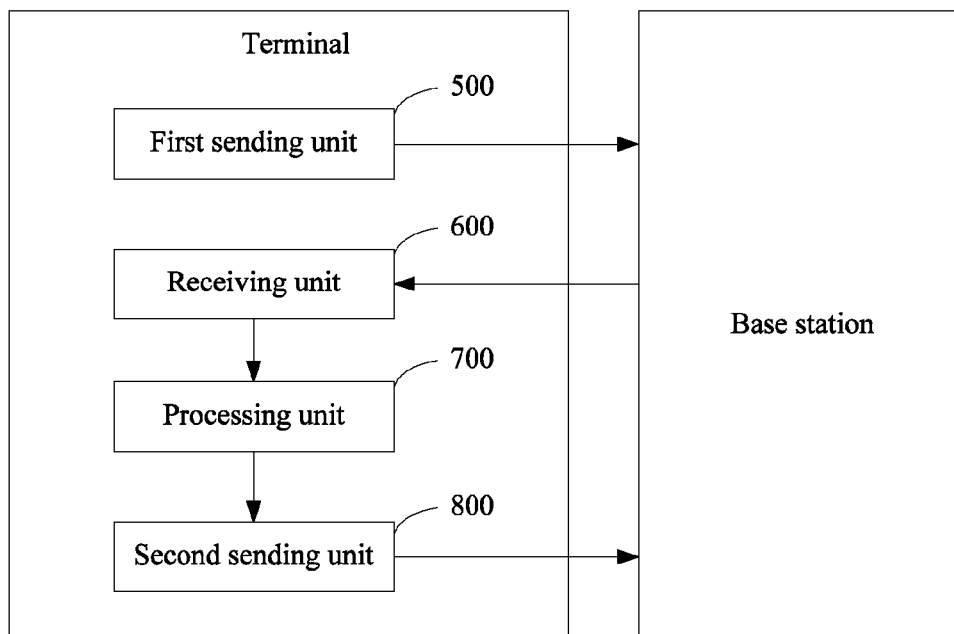 Terminal
500
First sending unit
600
Receiving unit
Base station
700
Processing unit
800
Second sending unit